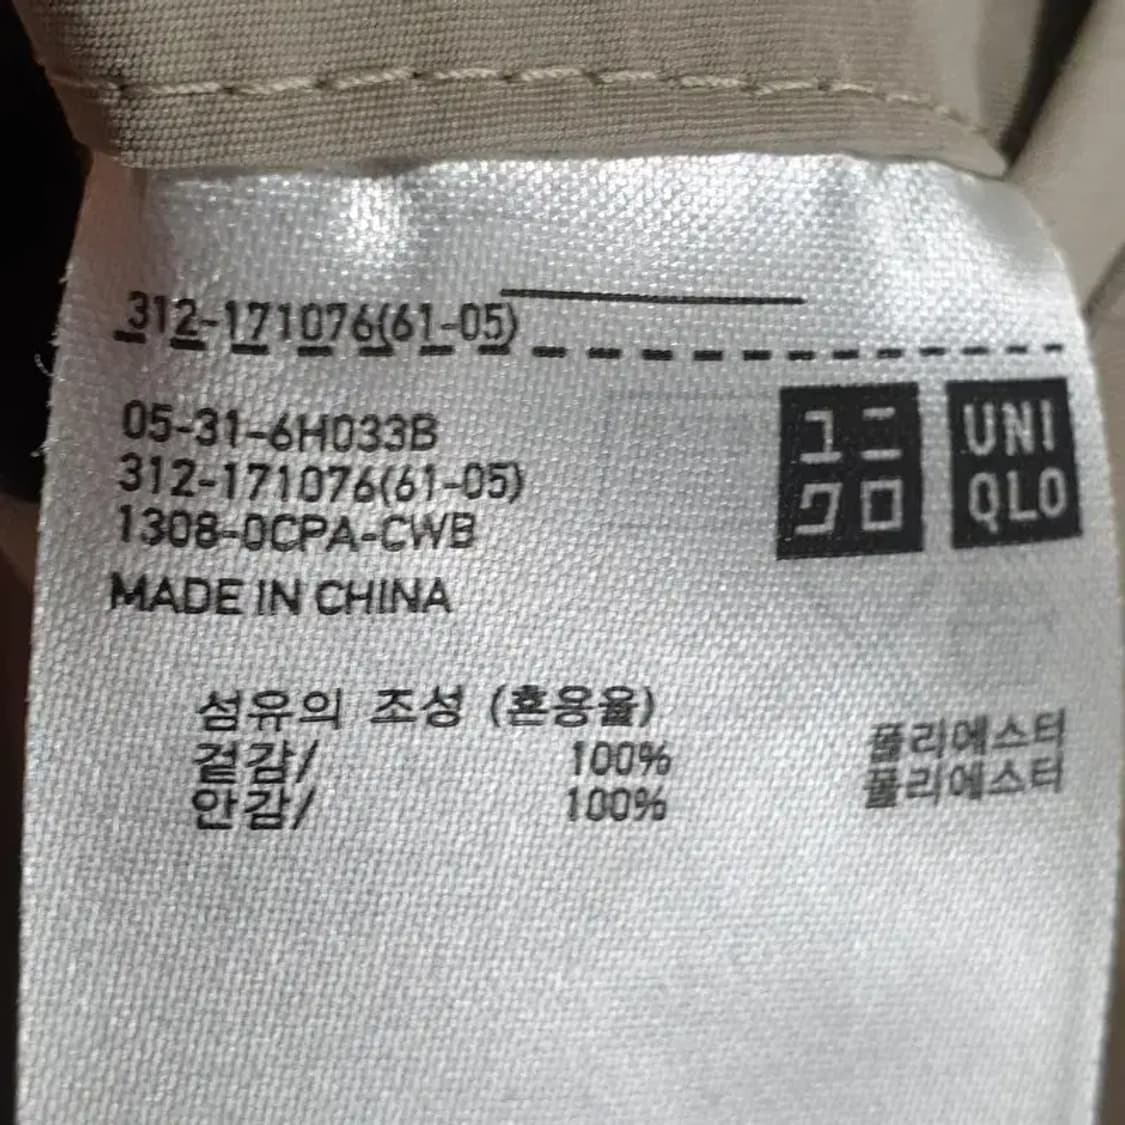 312-171076(61-05)
05-31-6H033B
312-171076(61-05)
1308-0CPA-CWB
MADE IN CHINA
ユニ
クロ
UNI
QLO
섬유의 조성 (혼용율)
겉감/ 100% 폴리에스터
안감/ 100% 폴리에스터